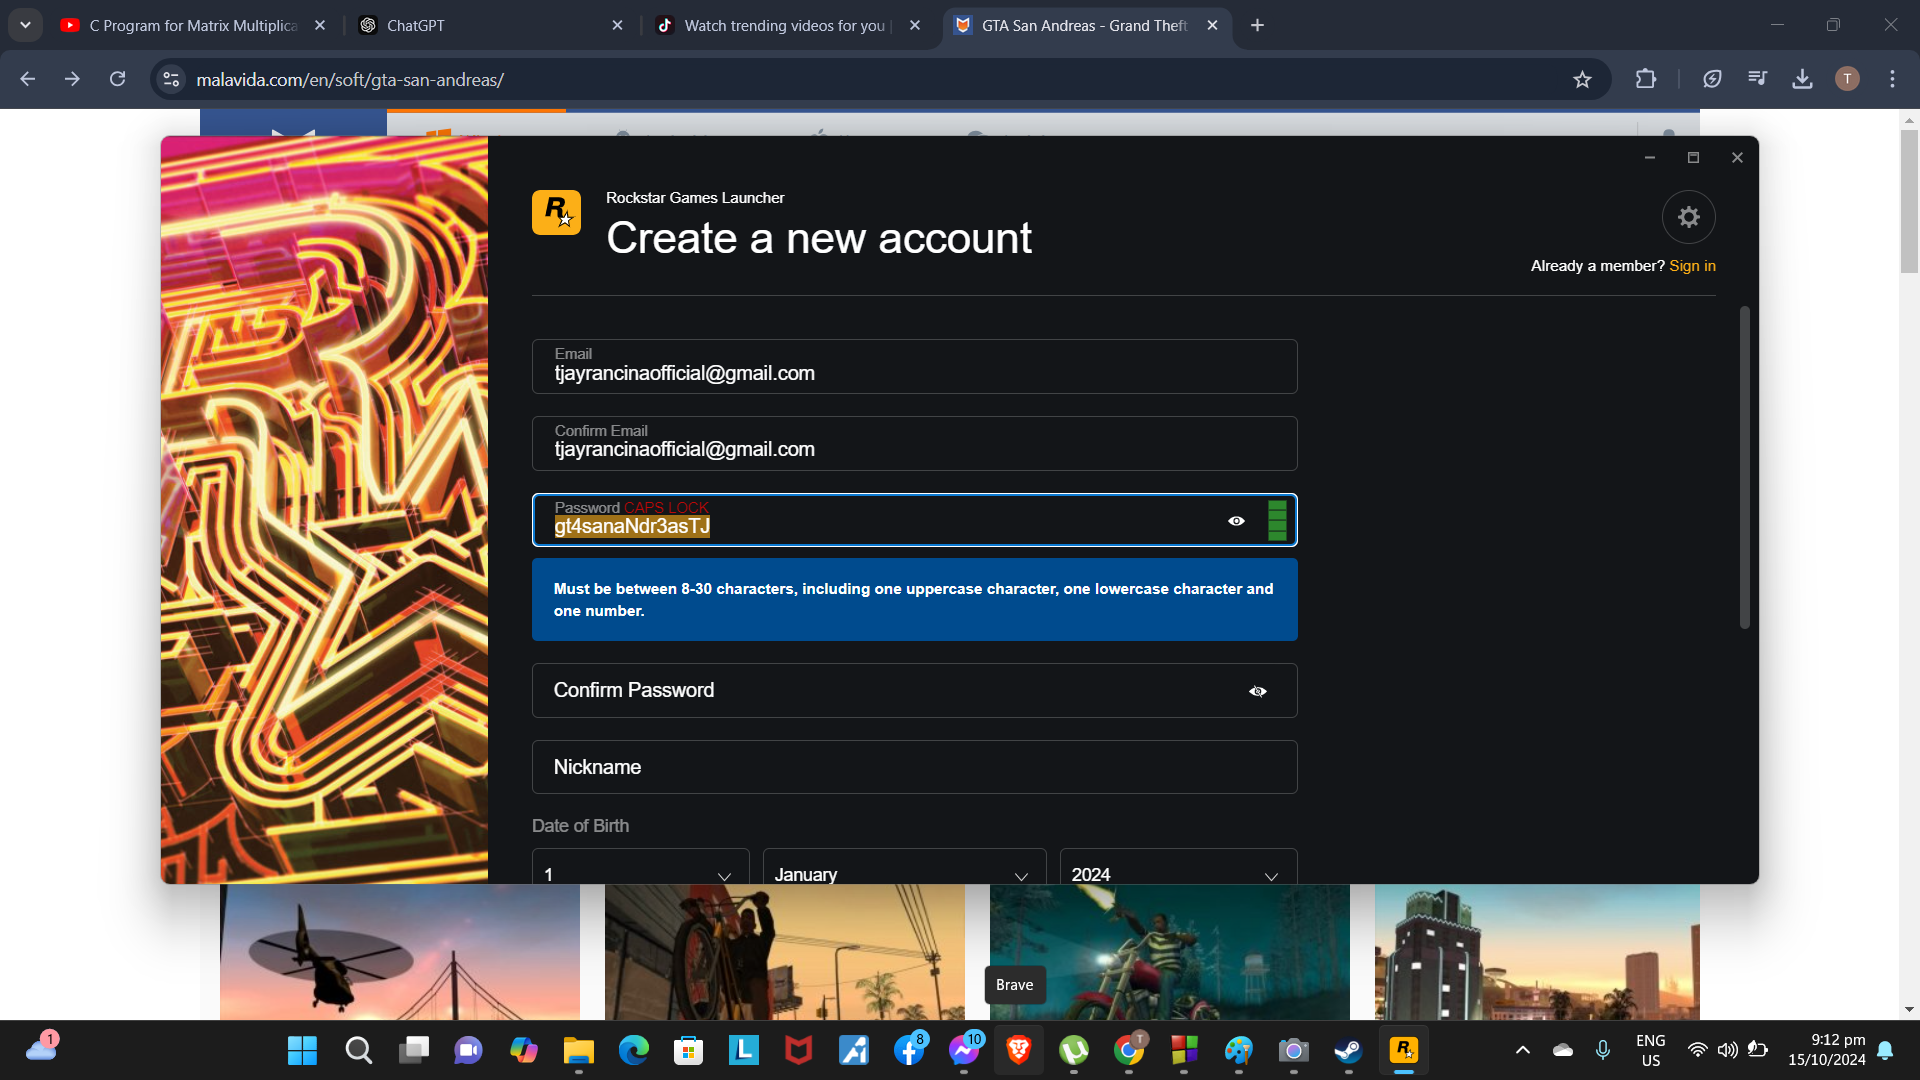 C Program for Matrix Multiplica
ChatGPT
Watch trending videos for you
GTA San Andreas - Grand Theft
malavida.com/en/soft/gta-san-andreas/
T
R
Rockstar Games Launcher
Create a new account
Already a member? Sign in
Email
tjayrancinaofficial@gmail.com
Confirm Email
tjayrancinaofficial@gmail.com
Password CAPS LOCK
gt4sanaNdr3asTJ
Must be between 8-30 characters, including one uppercase character, one lowercase character and
one number.
Confirm Password
Nickname
Date of Birth
1
January
2024
Brave
1
L
8
10
T
R
ENG
US
9:12 pm
15/10/2024